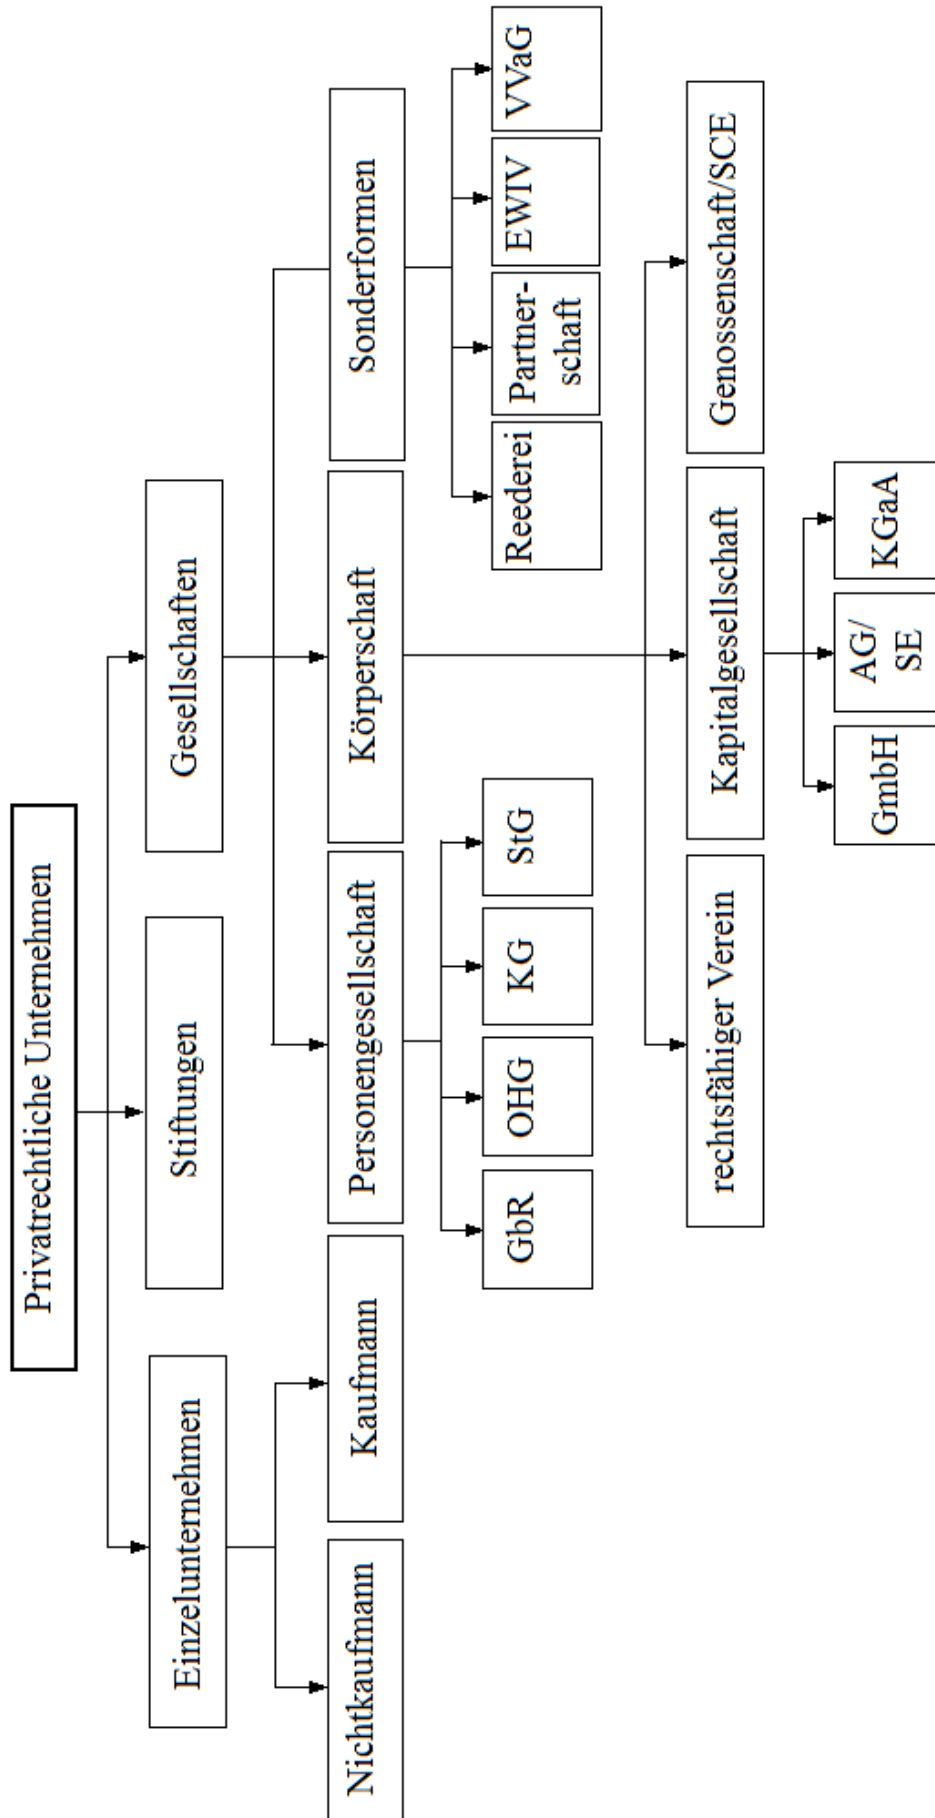 Privatrechtliche Unternehmen
Einzelunternehmen
Stiftungen
Gesellschaften
Nichtkaufmann
Kaufmann
Personengesellschaft
Körperschaft
Sonderformen
GbR
OHG
KG
StG
Reederei
Partner-
schaft
EWIV
VVaG
rechtsfähiger Verein
Kapitalgesellschaft
Genossenschaft/SCE
GmbH
AG/
SE
KGaA